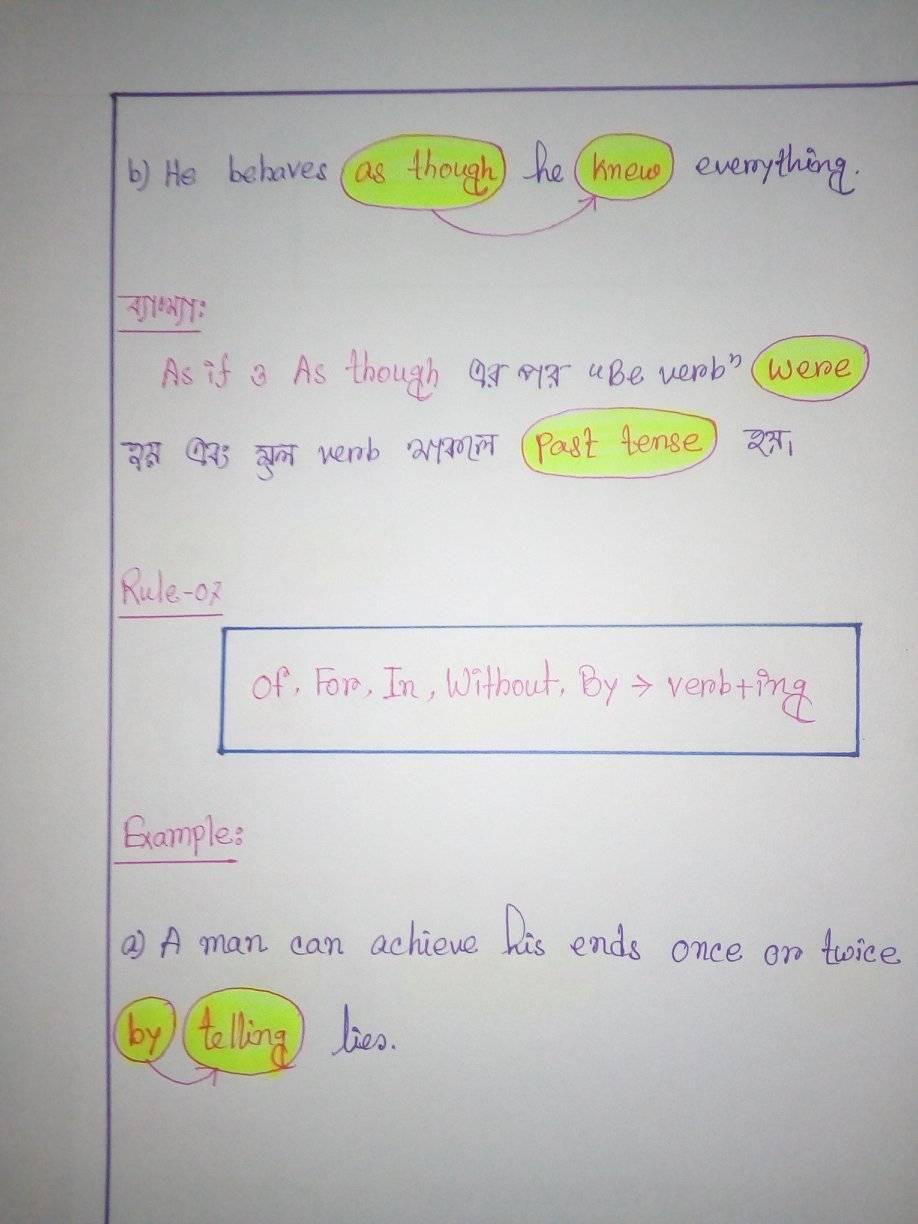 b) He behaves as though he knew everything.
ব্যাখ্যা:
As if ও As though এর পর "Be verb" were
হয় এবং মুল verb থাকলে Past tense হয়।
Rule-07
Of, For, In, Without, By → verb+ing
Example:
a) A man can achieve his ends once or twice
by telling lies.